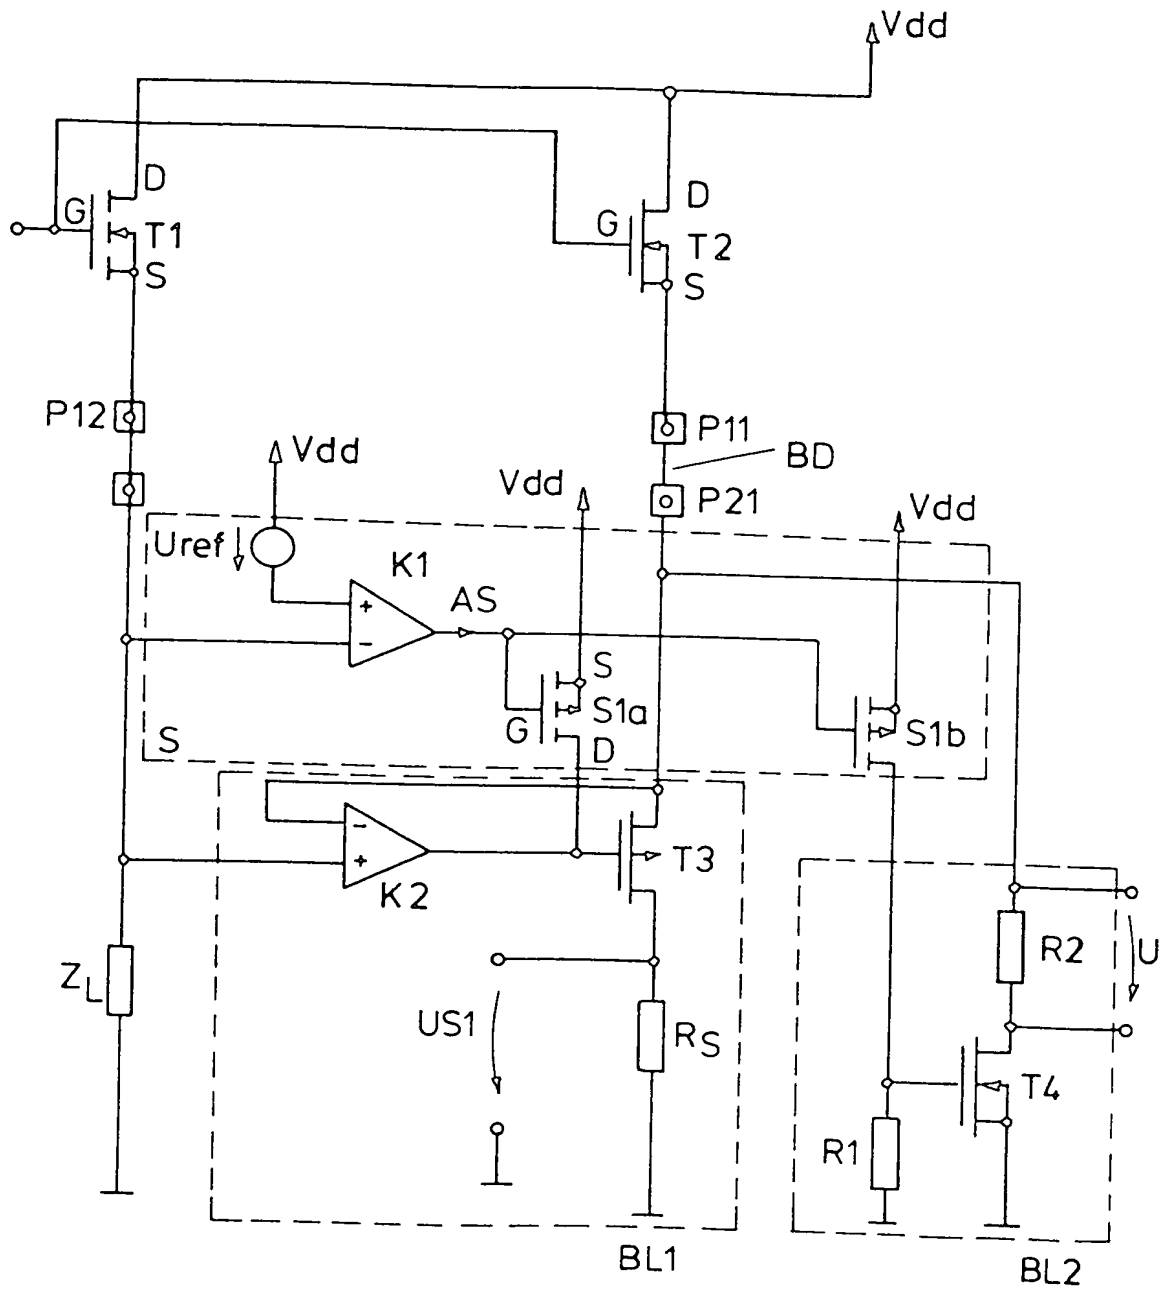 Vdd
D
G
T1
S
D
G
T2
S
P12
P11
BD
P21
Vdd
Vdd
Vdd
Uref
K1
+
-
AS
S
S1a
G
D
S1b
S
-
+
K2
T3
ZL
US1
RS
R2
U
T4
R1
BL1
BL2